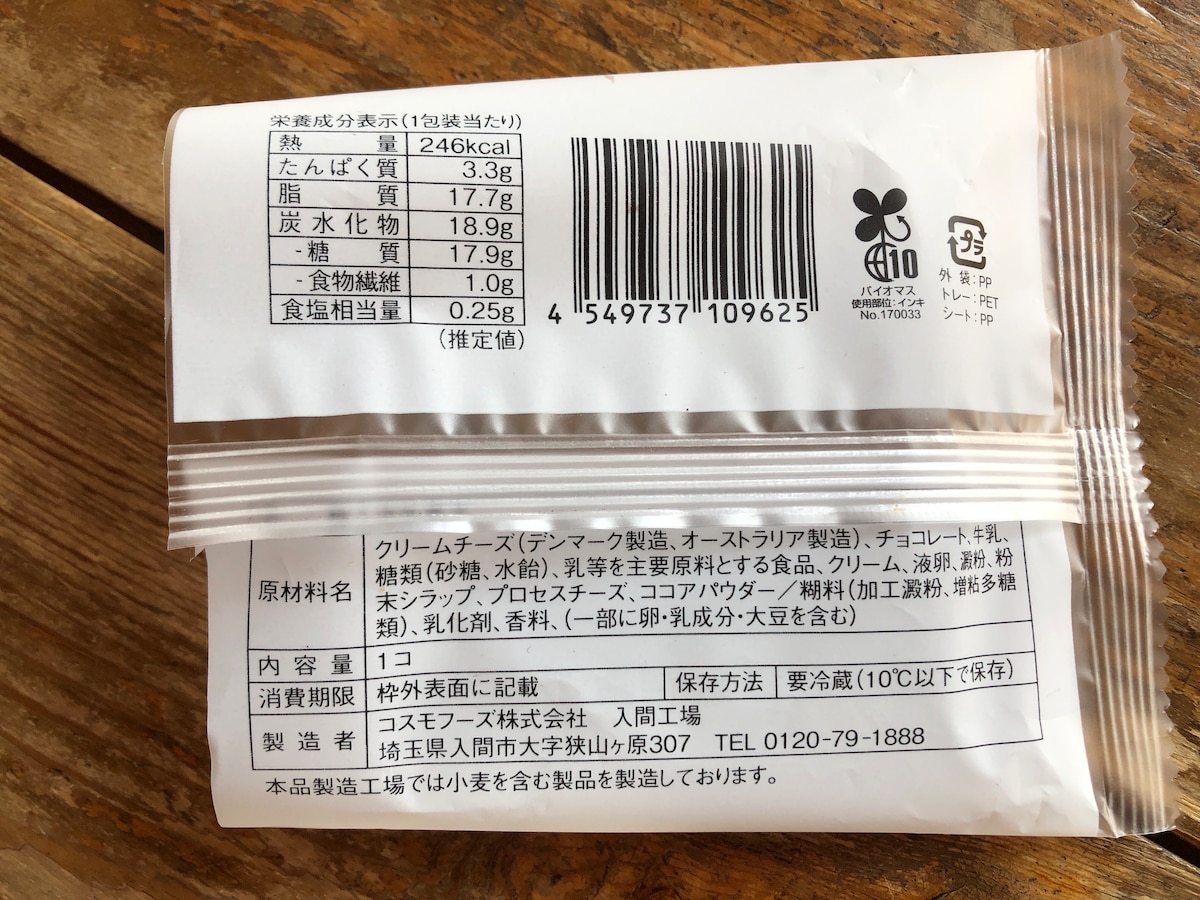 栄養成分表示(1包装当たり)
熱量 246kcal
たんぱく質 3.3g
脂質 17.7g
炭水化物 18.9g
-糖質 17.9g
-食物繊維 1.0g
食塩相当量 0.25g
(推定値)
4 549737 109625
10
バイオマス
使用部位:インキ
No.170033
プラ
外袋:PP
トレー:PET
シート:PP
原材料名
クリームチーズ(デンマーク製造、オーストラリア製造)、チョコレート、牛乳、
糖類(砂糖、水飴)、乳等を主要原料とする食品、クリーム、液卵、澱粉、粉
末シラップ、プロセスチーズ、ココアパウダー/糊料(加工澱粉、増粘多糖
類)、乳化剤、香料、(一部に卵・乳成分・大豆を含む)
内容量 1コ
消費期限 枠外表面に記載 保存方法 要冷蔵(10℃以下で保存)
製造者
コスモフーズ株式会社 入間工場
埼玉県入間市大字狭山ヶ原307 TEL 0120-79-1888
本品製造工場では小麦を含む製品を製造しております。